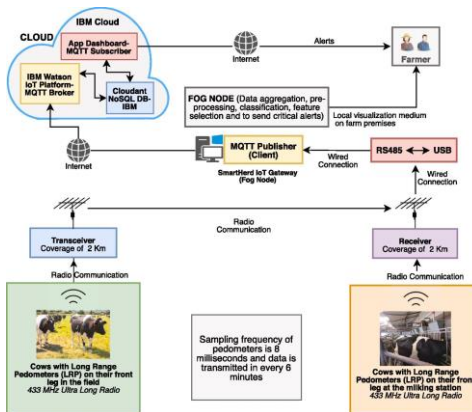 IBM Cloud
CLOUD
App Dashboard-
MQTT Subscriber
IBM Watson
IoT Platform-
MQTT Broker
Cloudant
NoSQL DB-
IBM
Internet
Alerts
Farmer
FOG NODE (Data aggregation, pre-
processing, classification, feature
selection and to send critical alerts)
Local visualization medium
on farm premises
Internet
MQTT Publisher
(Client)
SmartHerd IoT Gateway
(Fog Node)
Wired
Connection
RS485
USB
Wired
Connection
Radio
Communication
Transceiver
Coverage of 2 Km
Receiver
Coverage of 2 Km
Radio Communication
Radio Communication
Cows with Long Range
Pedometers (LRP) on their front
leg in the field
433 MHz Ultra Long Radio
Sampling frequency of
pedometers is 8
milliseconds and data is
transmitted in every 6
minutes
Cows with Long Range
Pedometers (LRP) on their front
leg at the milking station
433 MHz Ultra Long Radio